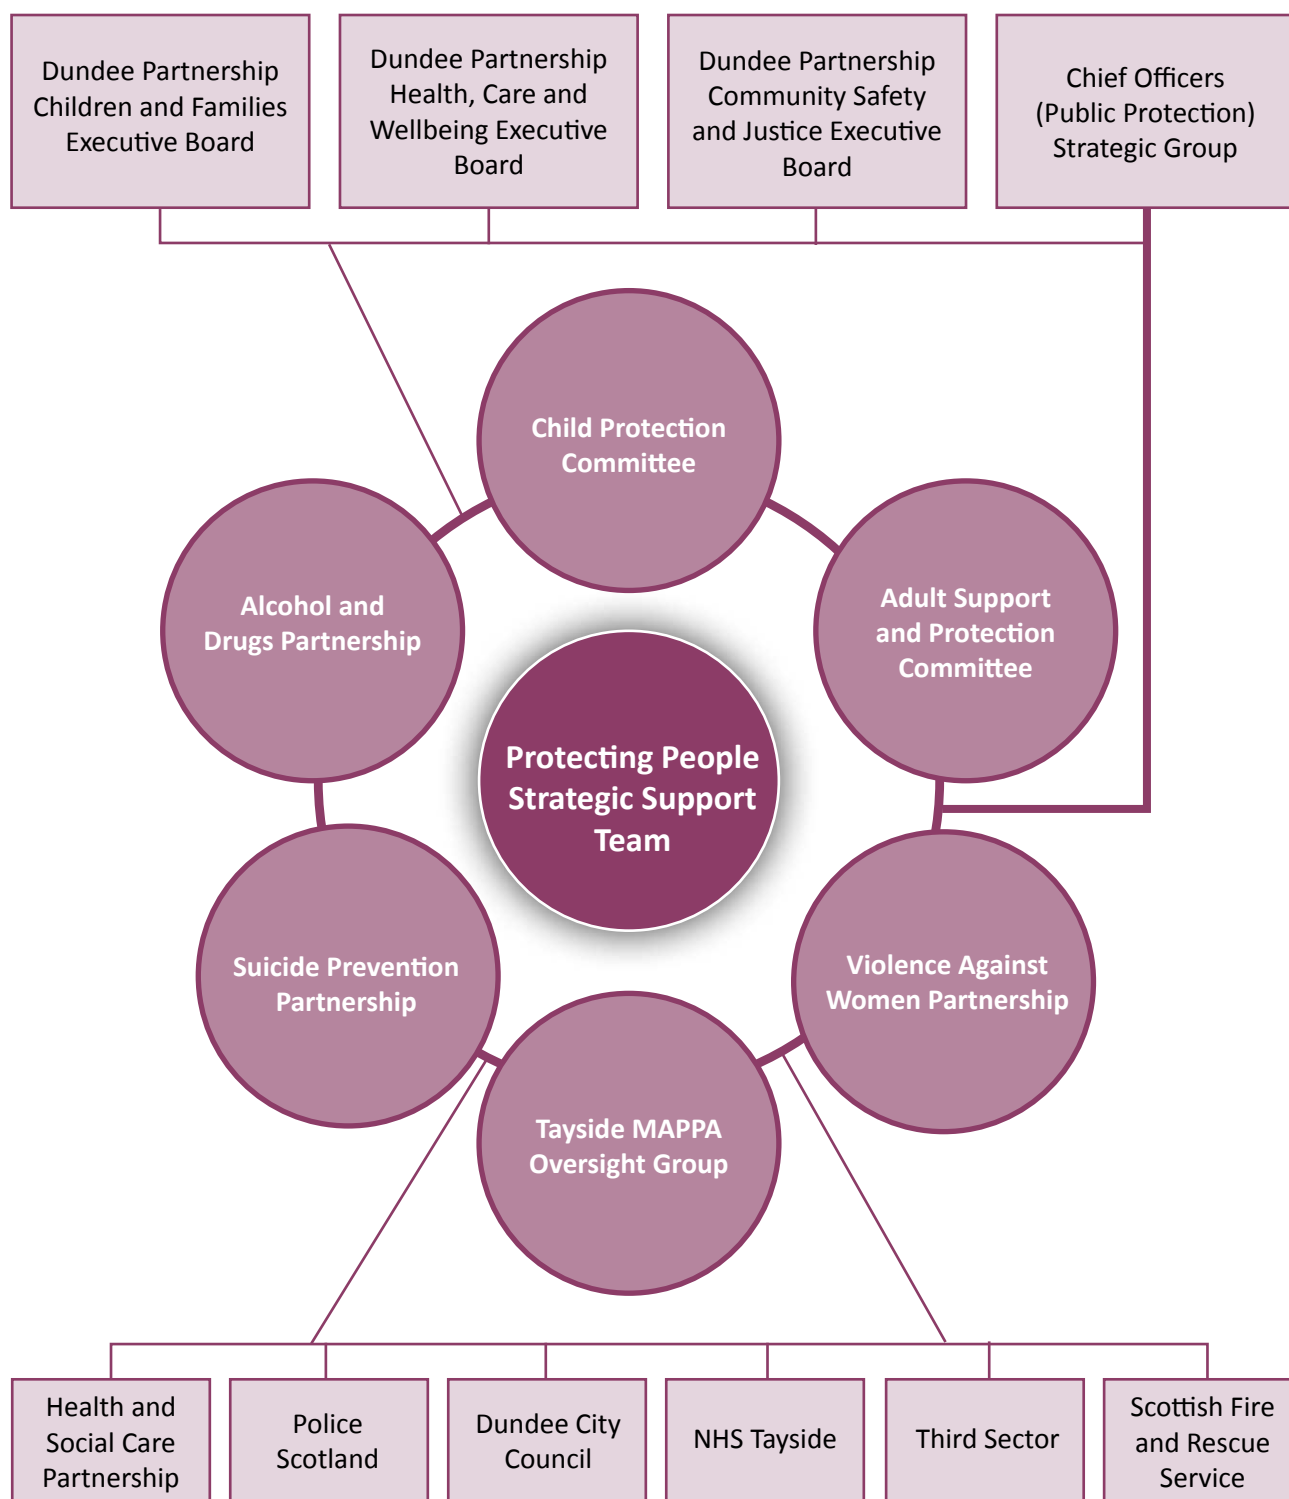 Dundee Partnership
Children and Families
Executive Board
Dundee Partnership
Health, Care and
Wellbeing Executive
Board
Dundee Partnership
Community Safety
and Justice Executive
Board
Chief Officers
(Public Protection)
Strategic Group
Child Protection
Committee
Alcohol and
Drugs Partnership
Adult Support
and Protection
Committee
Protecting People
Strategic Support
Team
Suicide Prevention
Partnership
Violence Against
Women Partnership
Tayside MAPPA
Oversight Group
Health and
Social Care
Partnership
Police
Scotland
Dundee City
Council
NHS Tayside
Third Sector
Scottish Fire
and Rescue
Service